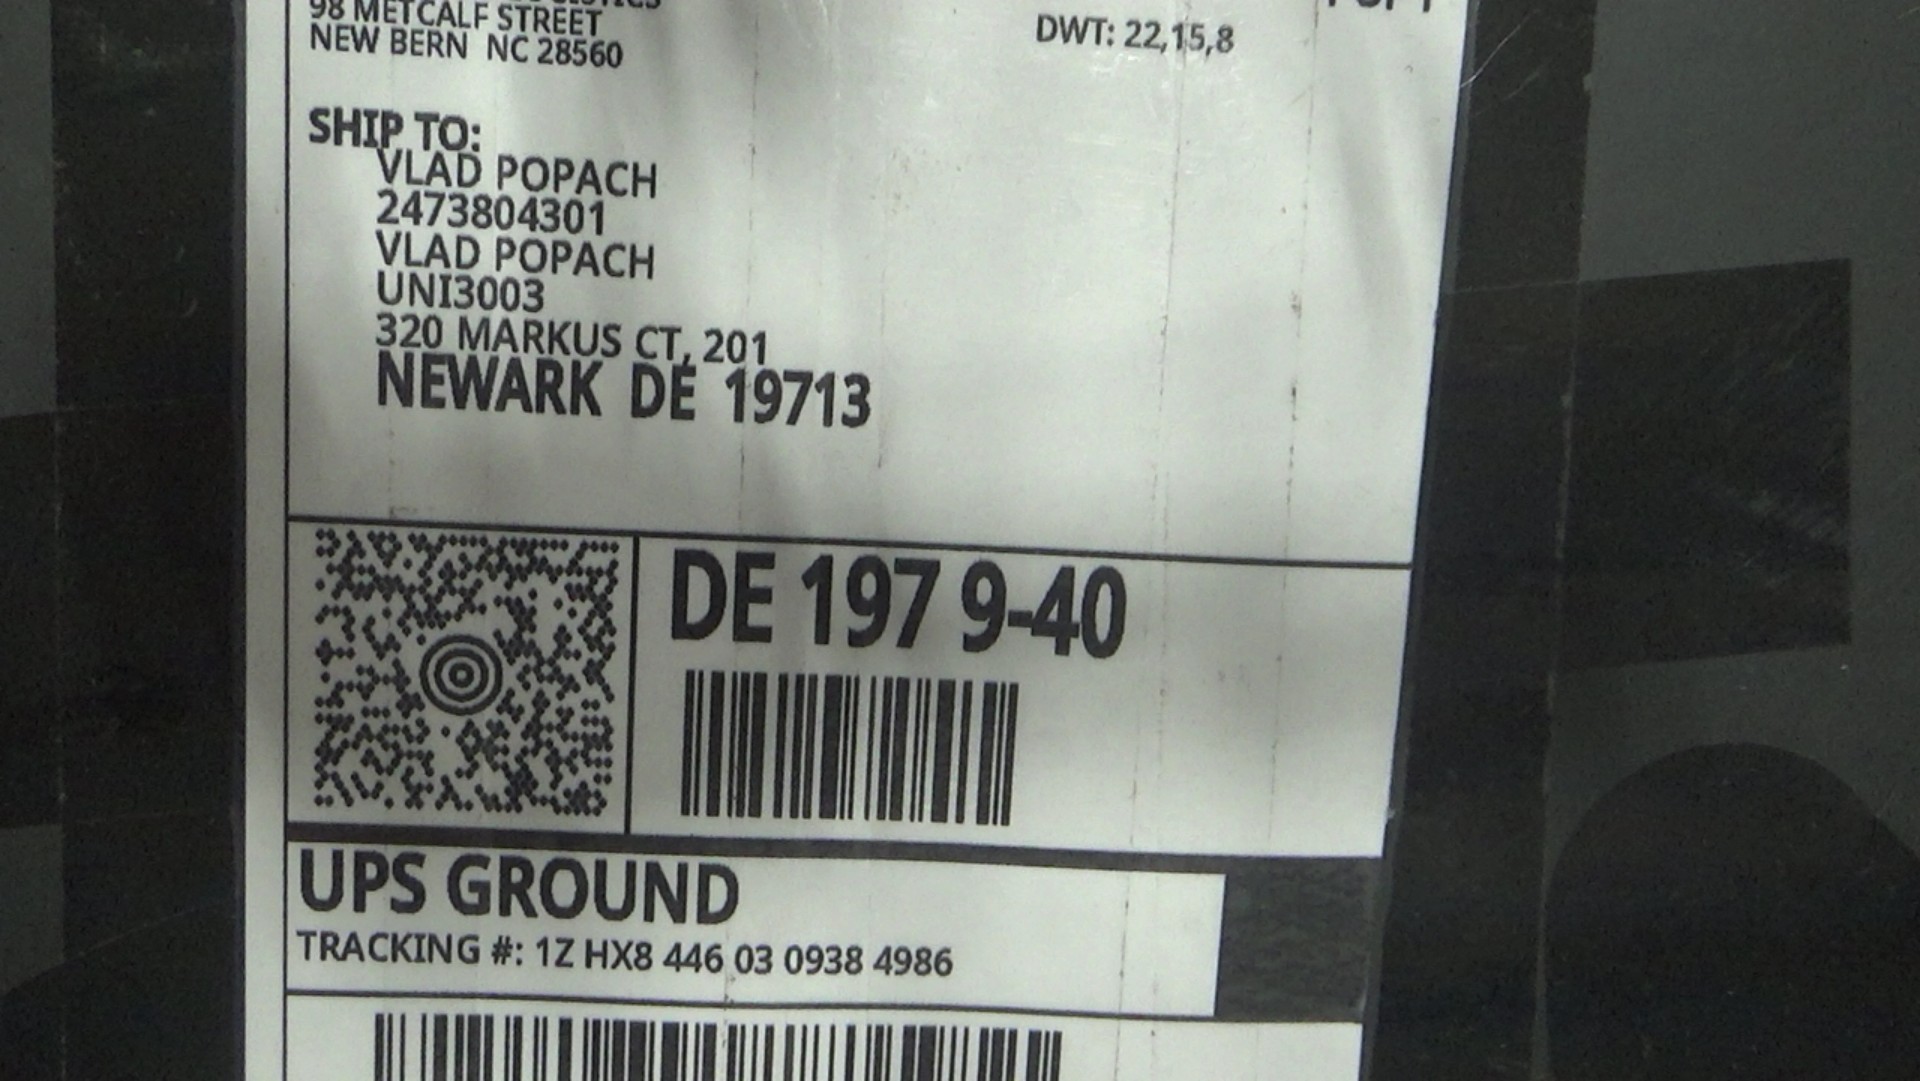 98 METCALF STREET
NEW BERN NC 28560
DWT: 22,15,8
SHIP TO:
VLAD POPACH
2473804301
VLAD POPACH
UNI3003
320 MARKUS CT, 201
NEWARK DE 19713
DE 197 9-40
UPS GROUND
TRACKING #: 1Z HX8 446 03 0938 4986